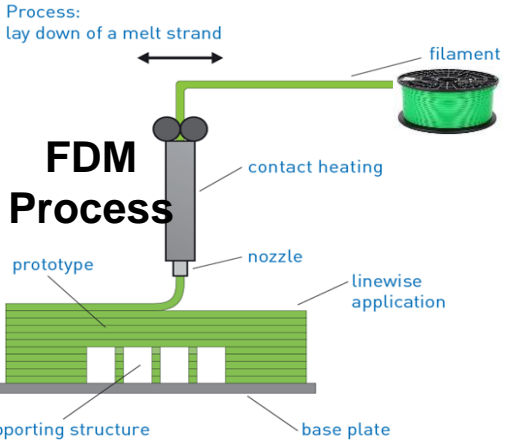 Process:
lay down of a melt strand
filament
FDM
Process
contact heating
nozzle
prototype
linewise
application
pporting structure
base plate